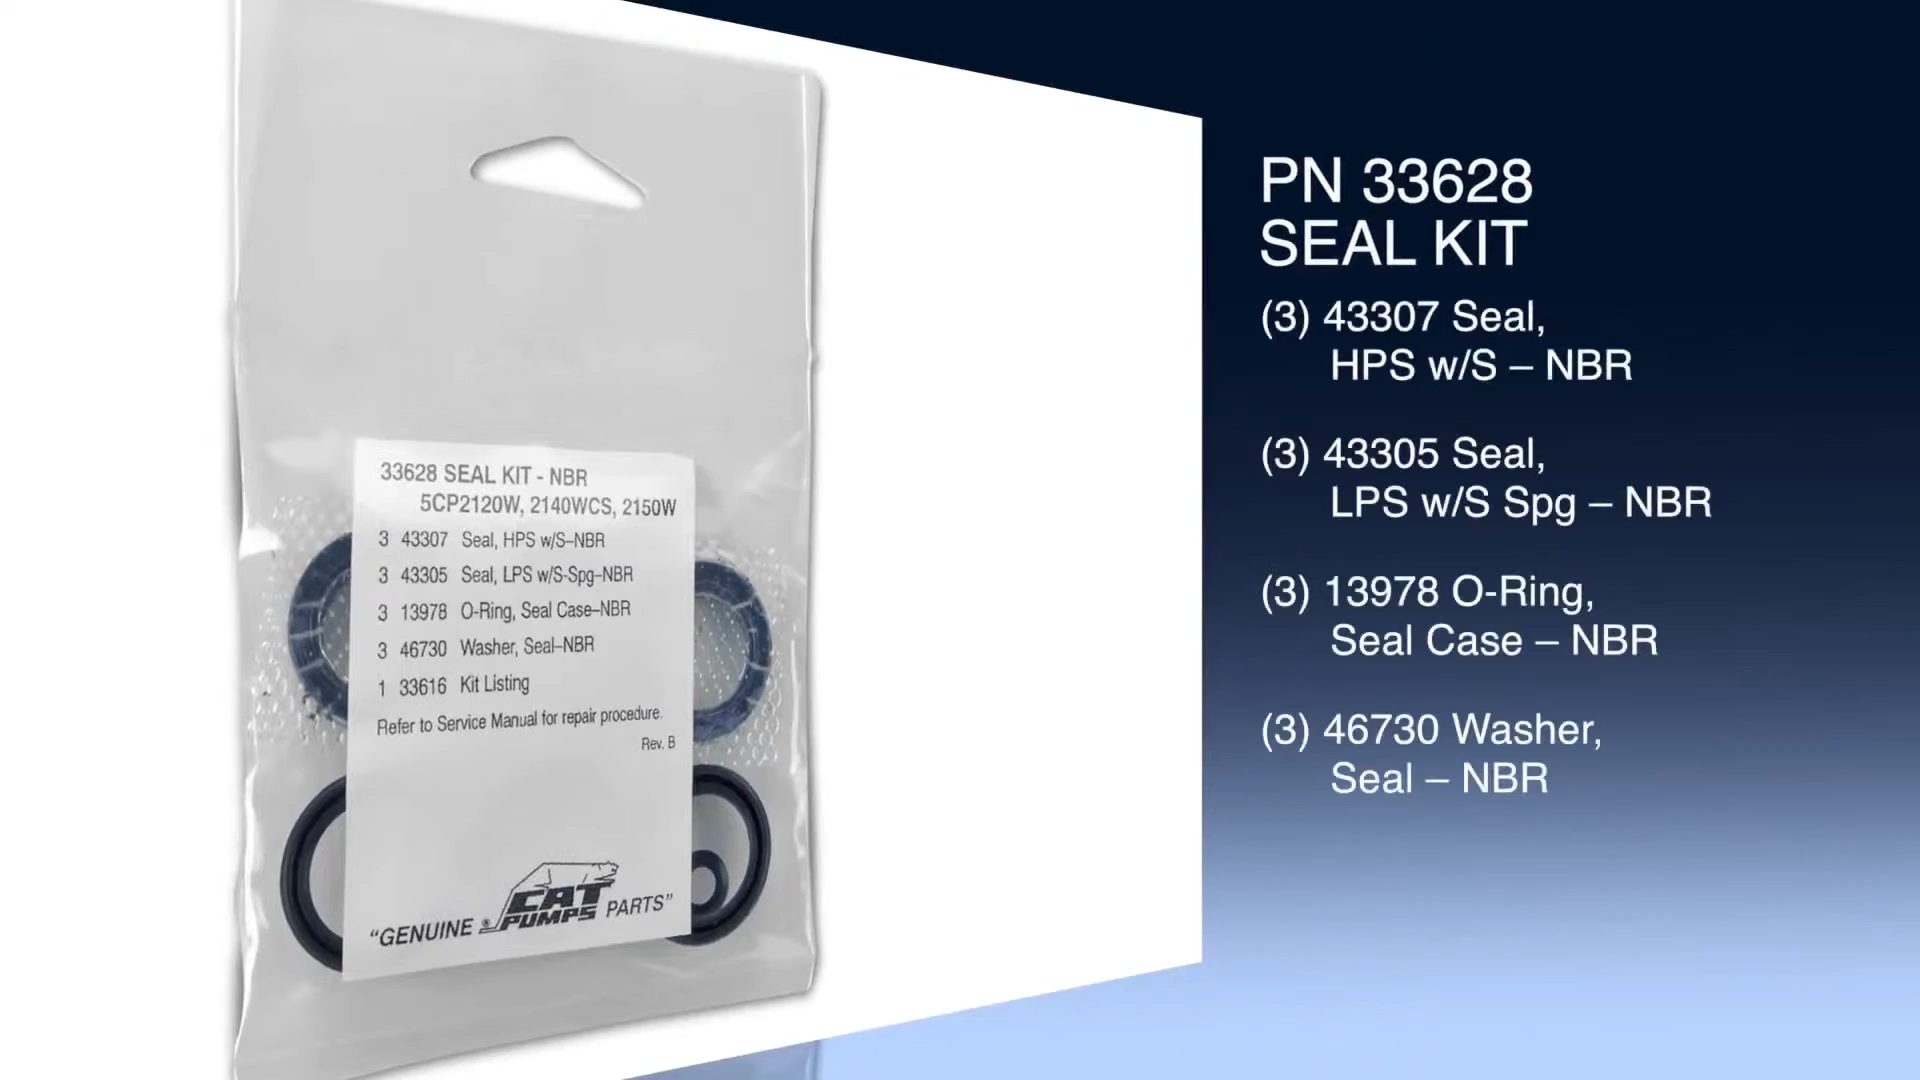 33628 SEAL KIT - NBR
5CP2120W, 2140WCS, 2150W
3 43307 Seal, HPS w/S–NBR
3 43305 Seal, LPS w/S-Spg–NBR
3 13978 O-Ring, Seal Case–NBR
3 46730 Washer, Seal–NBR
1 33616 Kit Listing
Refer to Service Manual for repair procedure.
Rev. B
"GENUINE ® CAT PUMPS PARTS"
PN 33628
SEAL KIT
(3) 43307 Seal,
HPS w/S – NBR
(3) 43305 Seal,
LPS w/S Spg – NBR
(3) 13978 O-Ring,
Seal Case – NBR
(3) 46730 Washer,
Seal – NBR